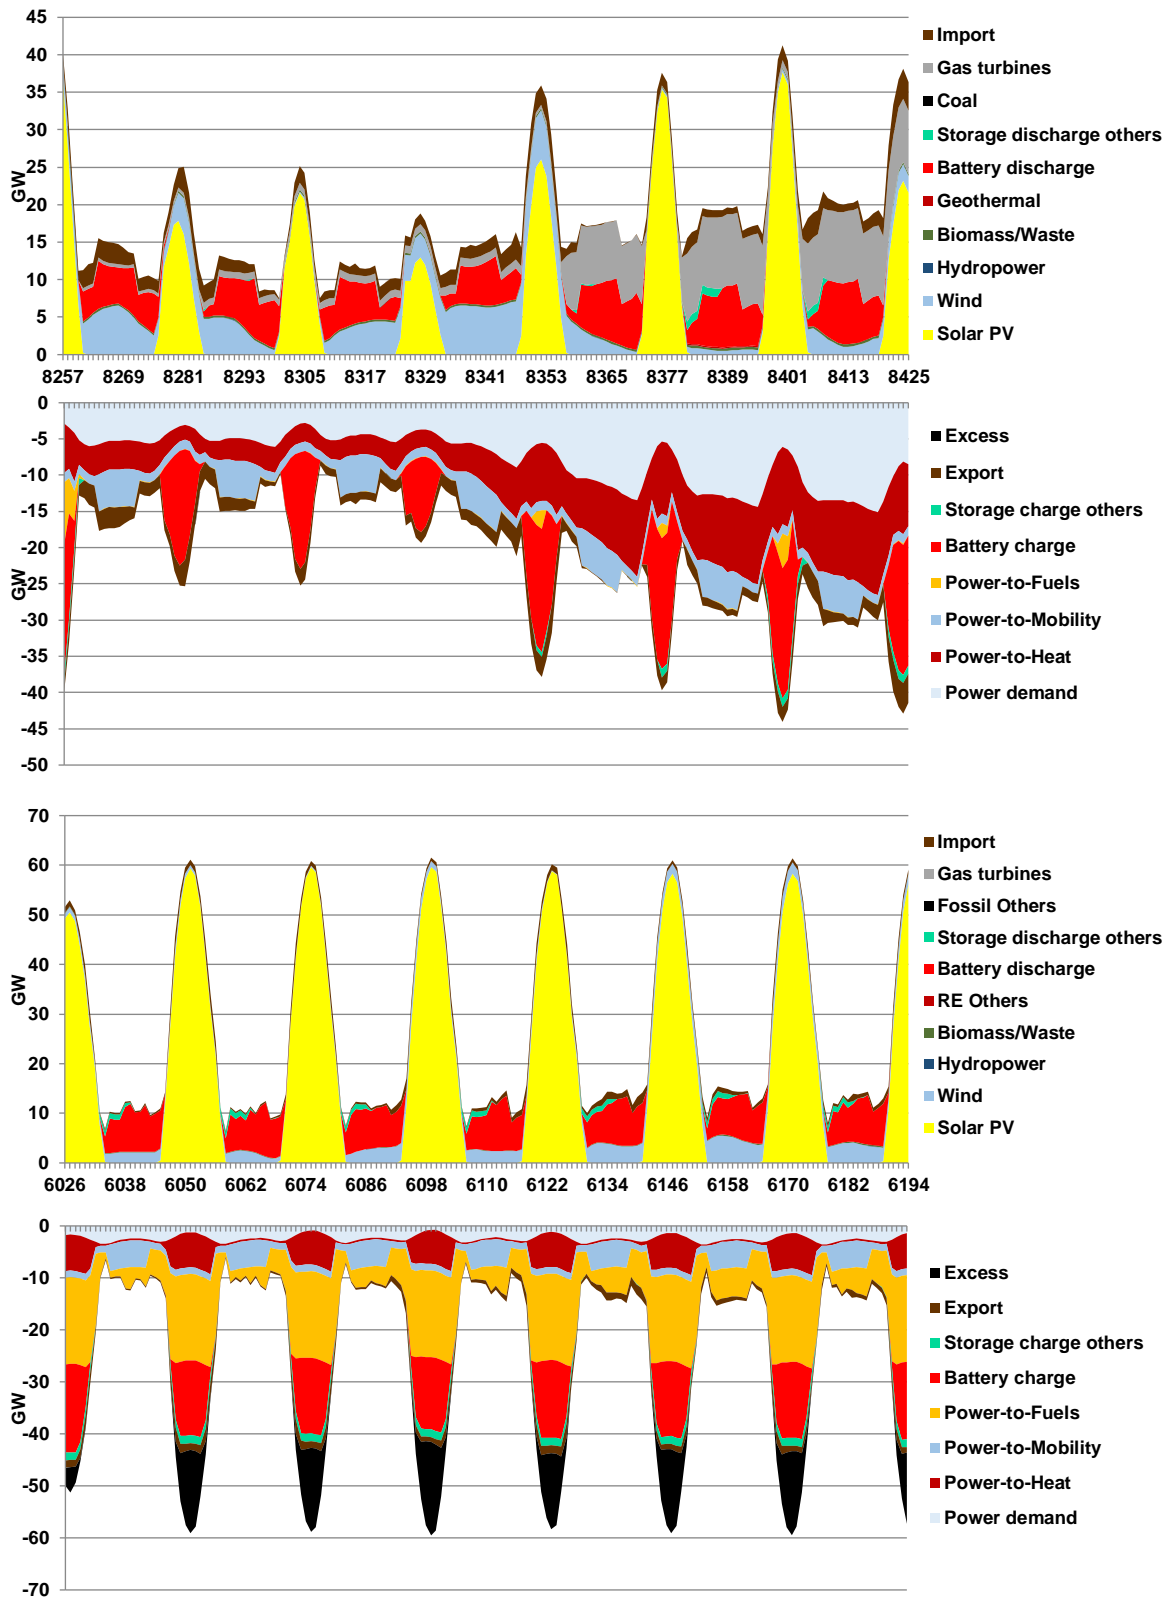 45
40
35
30
25
20
15
10
5
0
GW
8257 8269 8281 8293 8305 8317 8329 8341 8353 8365 8377 8389 8401 8413 8425
Import
Gas turbines
Coal
Storage discharge others
Battery discharge
Geothermal
Biomass/Waste
Hydropower
Wind
Solar PV
0
-5
-10
-15
-20
-25
-30
-35
-40
-45
-50
GW
Excess
Export
Storage charge others
Battery charge
Power-to-Fuels
Power-to-Mobility
Power-to-Heat
Power demand
70
60
50
40
30
20
10
0
GW
6026 6038 6050 6062 6074 6086 6098 6110 6122 6134 6146 6158 6170 6182 6194
Import
Gas turbines
Fossil Others
Storage discharge others
Battery discharge
RE Others
Biomass/Waste
Hydropower
Wind
Solar PV
0
-10
-20
-30
-40
-50
-60
-70
GW
Excess
Export
Storage charge others
Battery charge
Power-to-Fuels
Power-to-Mobility
Power-to-Heat
Power demand